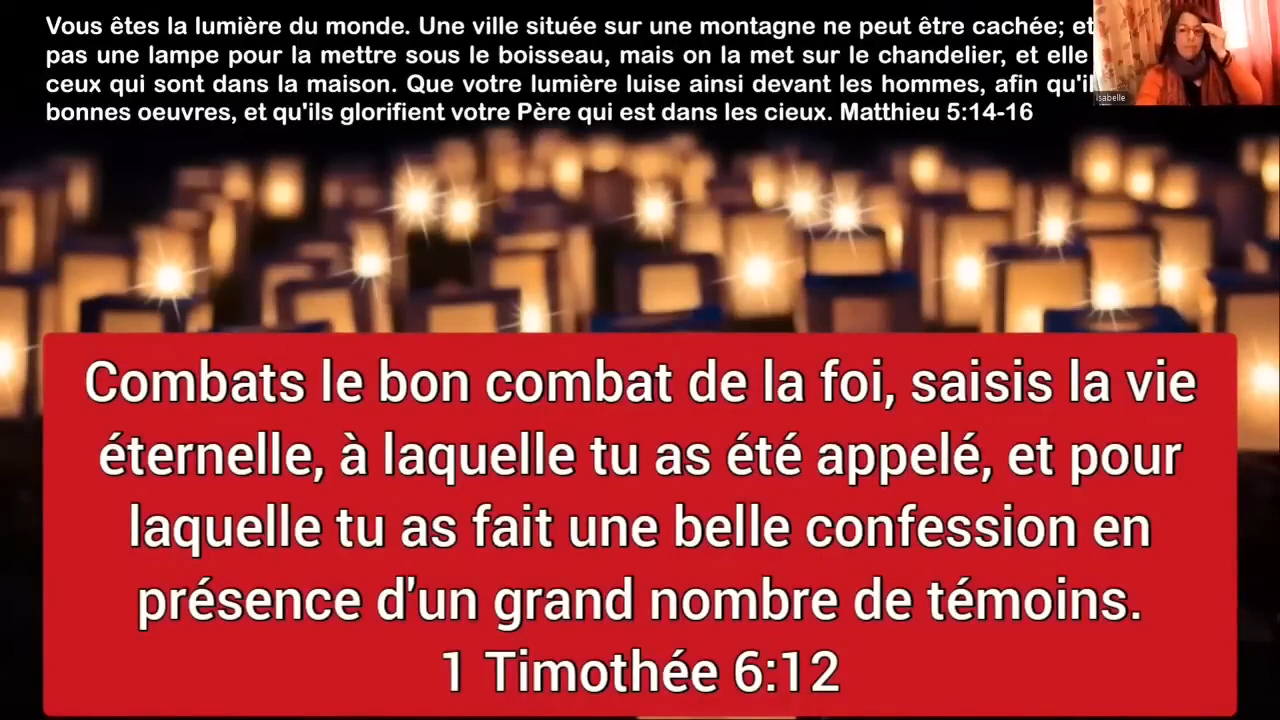 Vous êtes la lumière du monde. Une ville située sur une montagne ne peut être cachée; et
pas une lampe pour la mettre sous le boisseau, mais on la met sur le chandelier, et elle
ceux qui sont dans la maison. Que votre lumière luise ainsi devant les hommes, afin qu'il
bonnes oeuvres, et qu'ils glorifient votre Père qui est dans les cieux. Matthieu 5:14-16
isabelle
Combats le bon combat de la foi, saisis la vie
éternelle, à laquelle tu as été appelé, et pour
laquelle tu as fait une belle confession en
présence d'un grand nombre de témoins.
1 Timothée 6:12